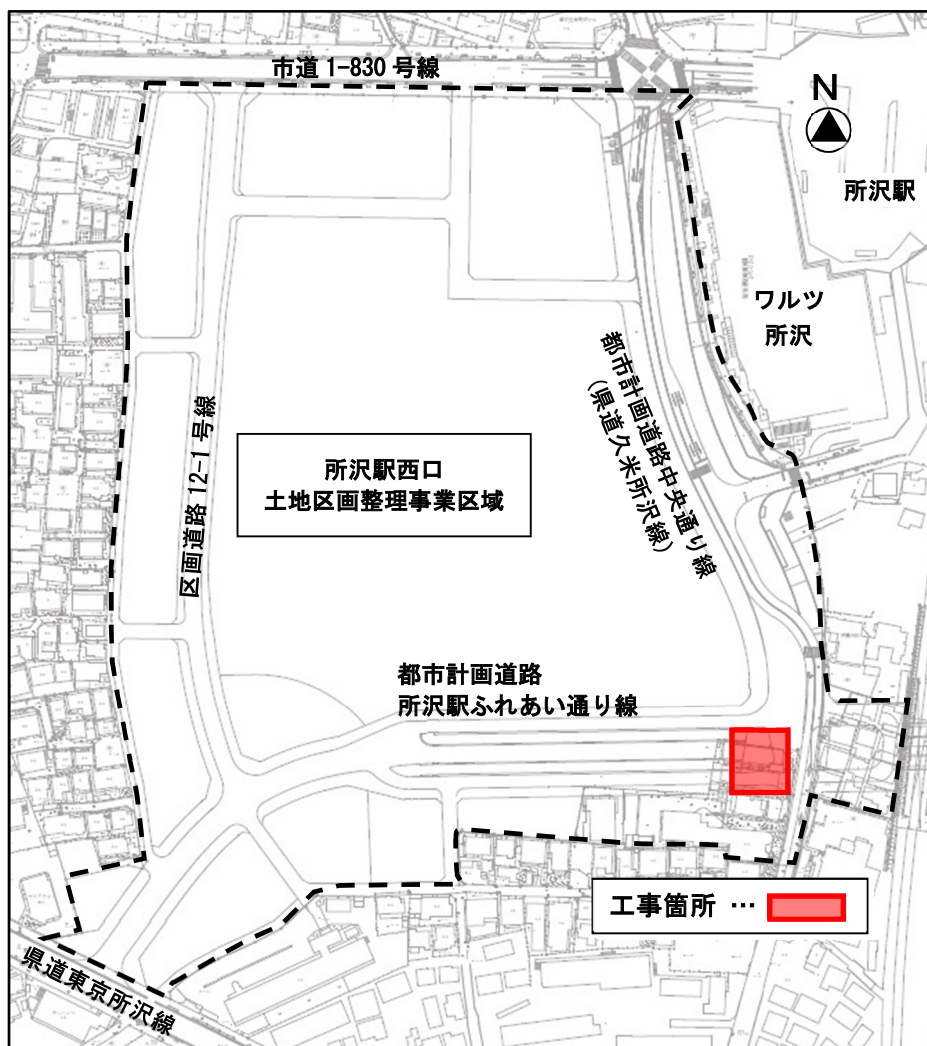 市道 1-830 号線
N
所沢駅
ワルツ
所沢
都市計画道路中央通り線
(県道久米所沢線)
区画道路 12-1 号線
所沢駅西口
土地区画整理事業区域
都市計画道路
所沢駅ふれあい通り線
工事箇所 …
県道東京所沢線